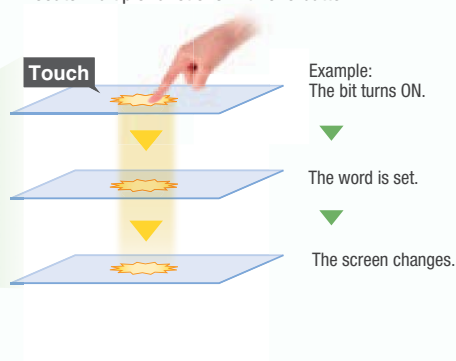 Touch
Example:
The bit turns ON.
The word is set.
The screen changes.